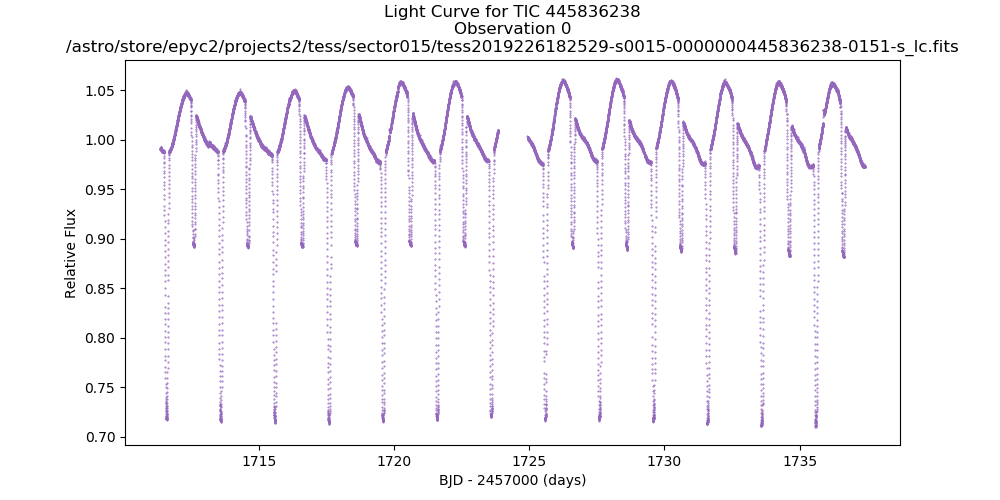 Light Curve for TIC 445836238
Observation 0
/astro/store/epyc2/projects2/tess/sector015/tess2019226182529-s0015-0000000445836238-0151-s_lc.fits
1.05
1.00
0.95
0.90
0.85
0.80
0.75
0.70
Relative Flux
1715
1720
1725
1730
1735
BJD - 2457000 (days)